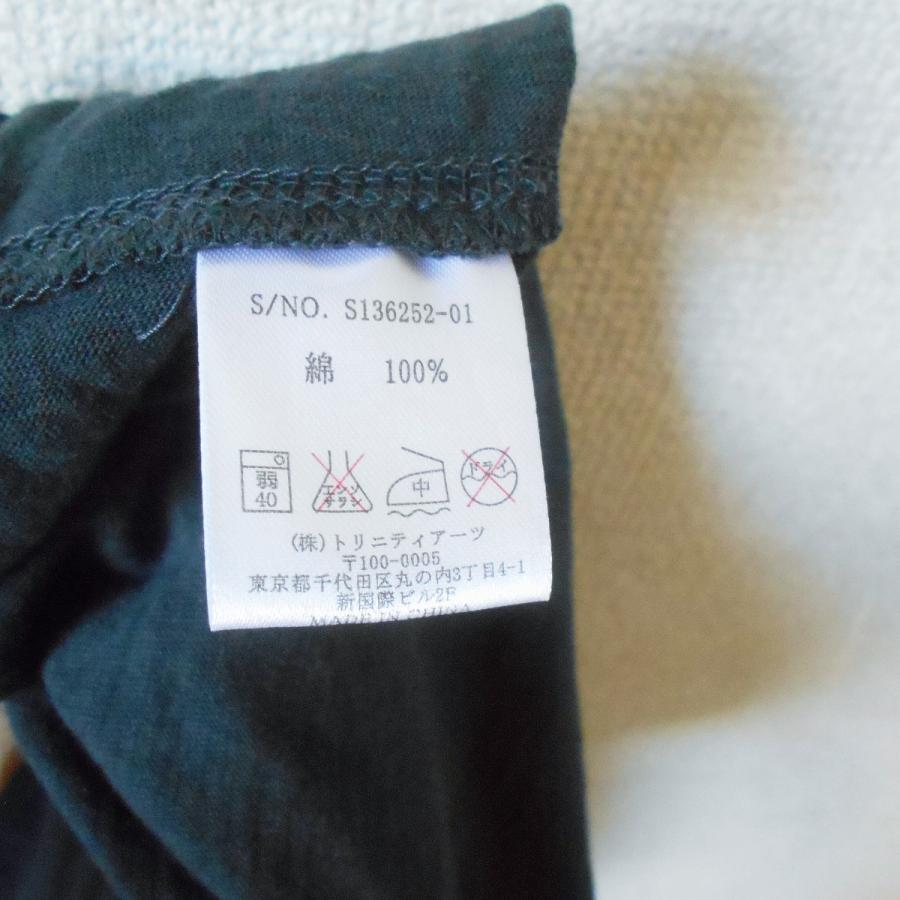 S/NO. S136252-01
綿 100%
弱 エンソ 中 ドライ
40 チラシ
(株)トリニティアーツ
〒100-0005
東京都千代田区丸の内3丁目4-1
新国際ビル2F
MADE IN CHINA